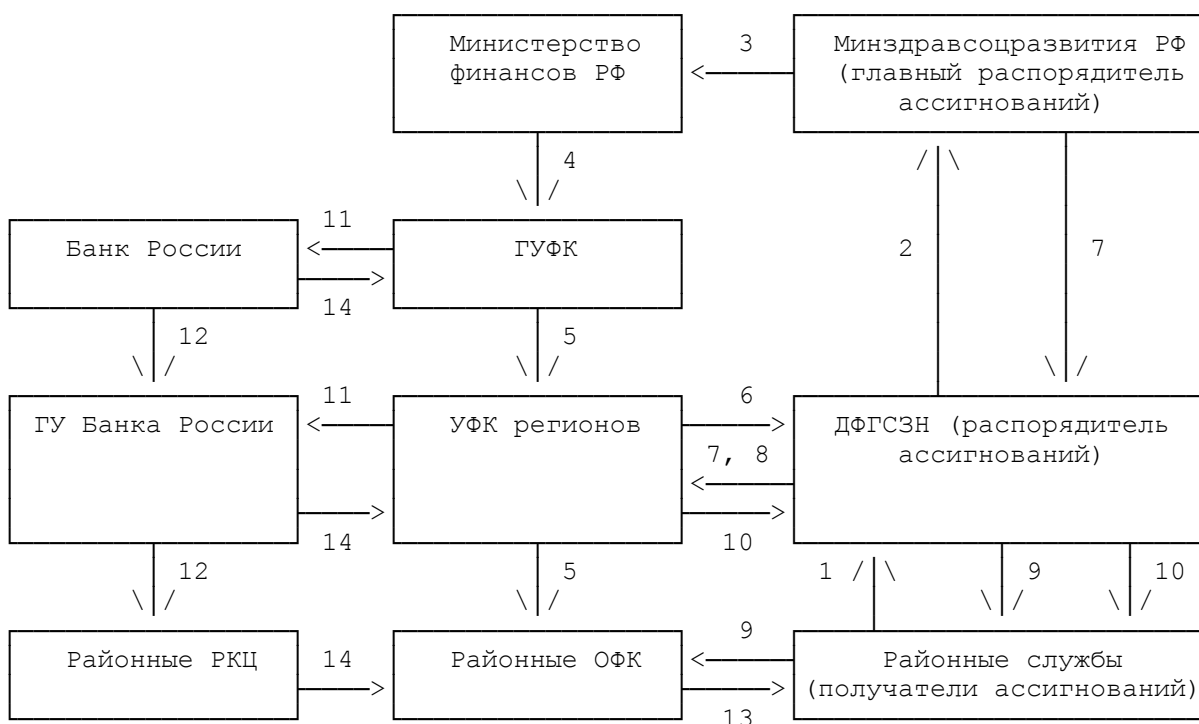 Министерство 3 Минздравсоцразвития РФ
финансов РФ (главный распорядитель
ассигнований)
4
11
Банк России ГУФК 2 7
14
12 5
11 6
ГУ Банка России УФК регионов ДФГСЗН (распорядитель
7, 8 ассигнований)
14 10
12 5 1 9 10
9
Районные РКЦ 14 Районные ОФК Районные службы
(получатели ассигнований)
13